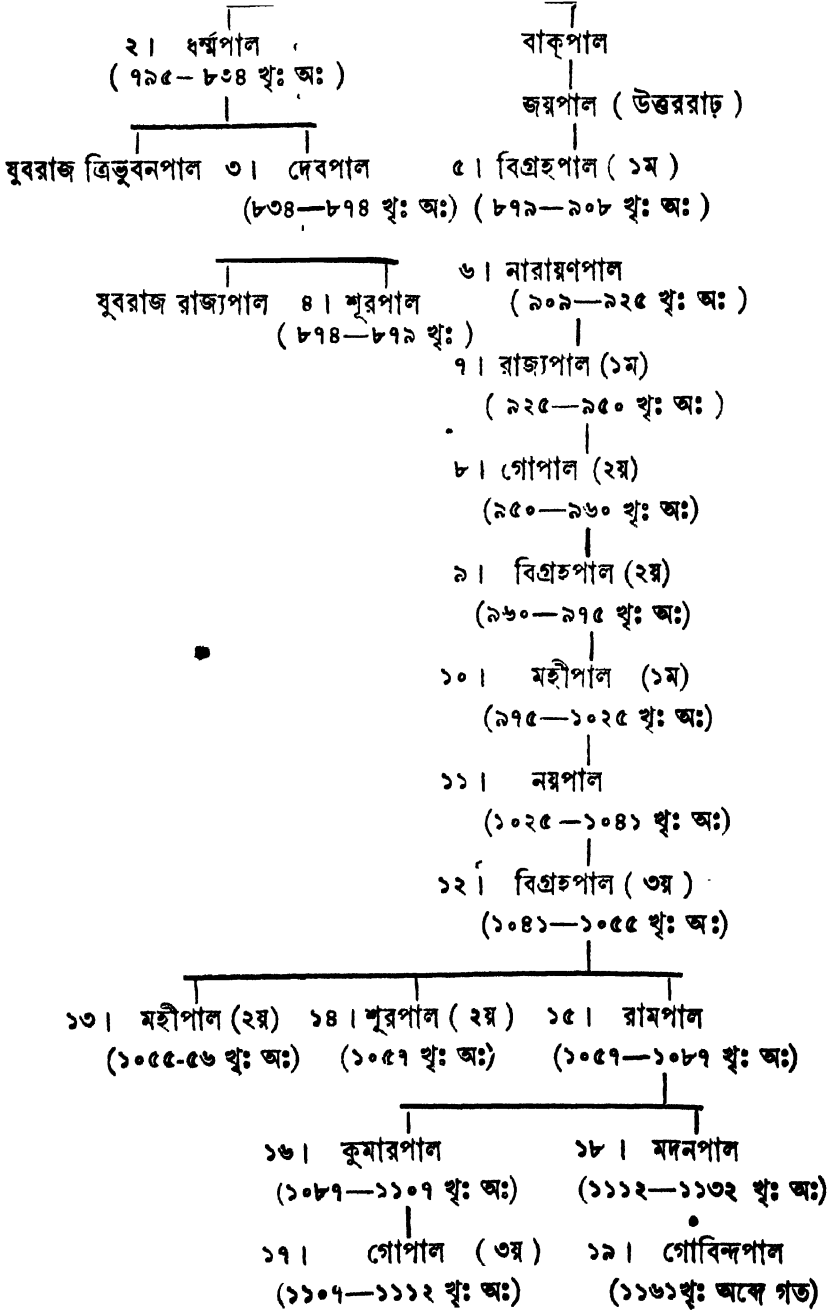 ২। ধর্ম্মপাল বাক্‌পাল
( ৭৯৫– ৮৩৪ খৃঃ অঃ )
জয়পাল ( উত্তররাঢ় )
যুবরাজ ত্রিভুবনপাল ৩। দেবপাল ৫। বিগ্রহপাল ( ১ম )
(৮৩৪—৮৭৪ খৃঃ অঃ) ( ৮৭৯—৯০৮ খৃঃ অঃ )
৬। নারায়ণপাল
যুবরাজ রাজ্যপাল ৪। শূরপাল ( ৯০৯—৯২৫ খৃঃ অঃ )
( ৮৭৪—৮৭৯ খৃঃ )
৭। রাজ্যপাল (১ম)
( ৯২৫—৯৫০ খৃঃ অঃ )
৮। গোপাল (২য়)
(৯৫০—৯৬০ খৃঃ অঃ)
৯। বিগ্রহপাল (২য়)
(৯৬০—৯৭৫ খৃঃ অঃ)
১০। মহীপাল (১ম)
(৯৭৫—১০২৫ খৃঃ অঃ)
১১। নয়পাল
(১০২৫—১০৪১ খৃঃ অঃ)
১২। বিগ্রহপাল ( ৩য় )
(১০৪১—১০৫৫ খৃঃ অঃ)
১৩। মহীপাল (২য়) ১৪। শূরপাল ( ২য় ) ১৫। রামপাল
(১০৫৫-৫৬ খৃঃ অঃ) (১০৫৭ খৃঃ অঃ) (১০৫৭—১০৮৭ খৃঃ অঃ)
১৬। কুমারপাল ১৮। মদনপাল
(১০৮৭—১১০৭ খৃঃ অঃ) (১১১২—১১৩২ খৃঃ অঃ)
১৭। গোপাল ( ৩য় ) ১৯। গোবিন্দপাল
(১১০৭—১১১২ খৃঃ অঃ) (১১৬১খৃঃ অব্দে গত)